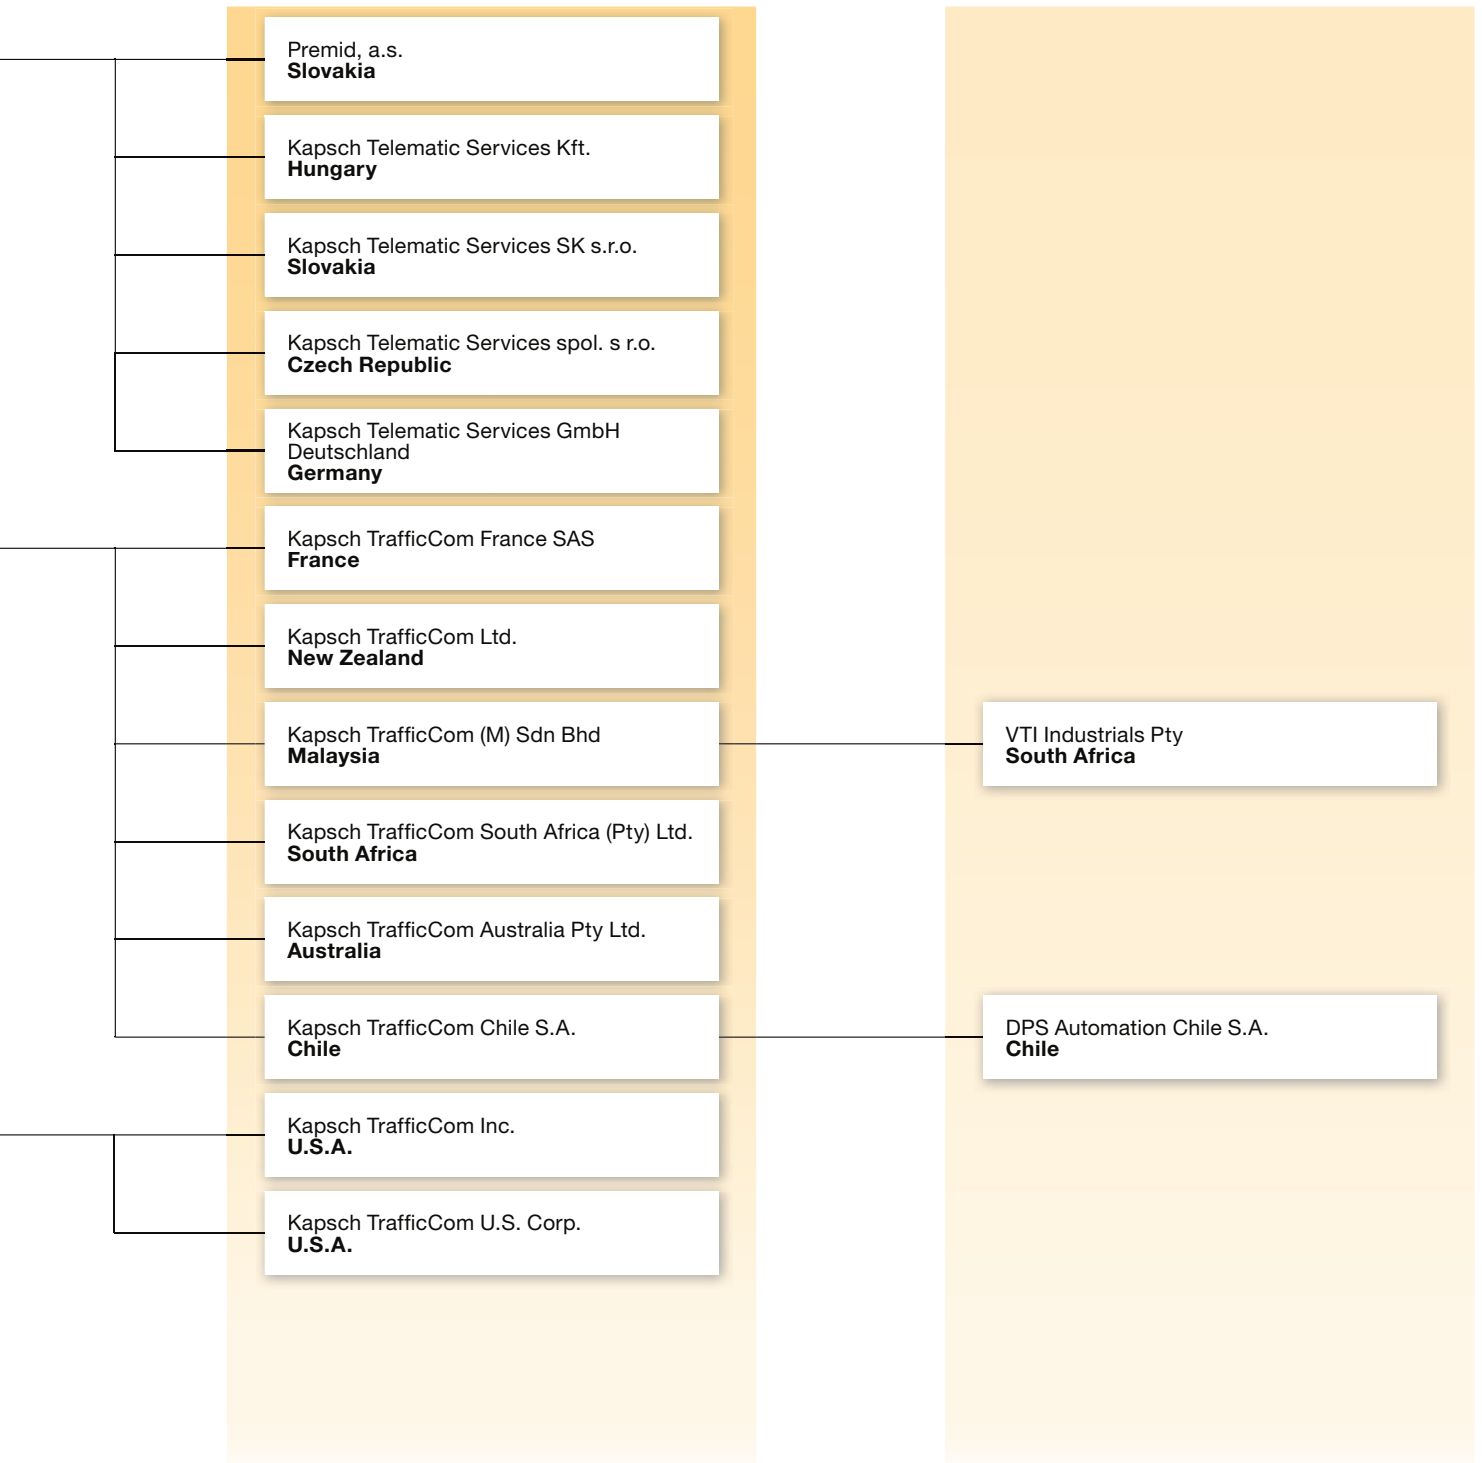 Premid, a.s.
Slovakia
Kapsch Telematic Services Kft.
Hungary
Kapsch Telematic Services SK s.r.o.
Slovakia
Kapsch Telematic Services spol. s r.o.
Czech Republic
Kapsch Telematic Services GmbH
Deutschland
Germany
Kapsch TrafficCom France SAS
France
Kapsch TrafficCom Ltd.
New Zealand
Kapsch TrafficCom (M) Sdn Bhd
Malaysia
VTI Industrials Pty
South Africa
Kapsch TrafficCom South Africa (Pty) Ltd.
South Africa
Kapsch TrafficCom Australia Pty Ltd.
Australia
Kapsch TrafficCom Chile S.A.
Chile
DPS Automation Chile S.A.
Chile
Kapsch TrafficCom Inc.
U.S.A.
Kapsch TrafficCom U.S. Corp.
U.S.A.